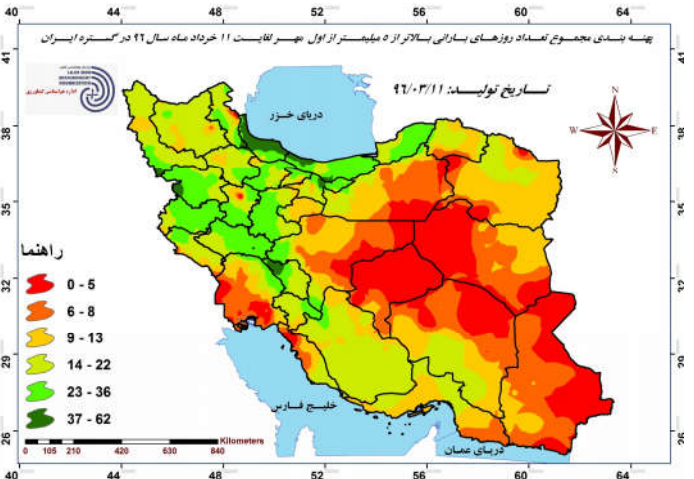 پهنه بندی مجموع تعداد روزهای بارانی بالاتر از ۵ میلیمتر از اول مهر لغایت ۱۱ خرداد ماه سال ۹۶ در گستره ایران
تاریخ تولید: ۹۶/۰۳/۱۱
اداره هواشناسی کشاورزی
دریای خزر
N
W E
S
راهنما
0 - 5
6 - 8
9 - 13
14 - 22
23 - 36
37 - 62
خلیج فارس
دریای عمان
Kilometers
0 105 210 420 630 840
40 44 48 52 56 60 64
40 44 48 52 56 60 64
41 38 35 32 29 26
41 38 35 32 29 26